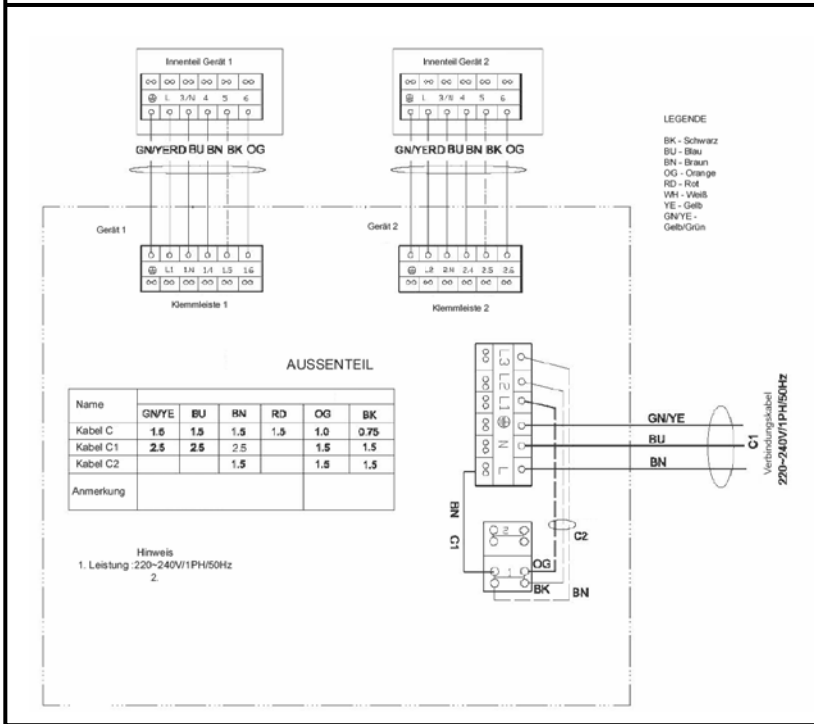 Innenteil Gerät 1
L 3/N 4 5 6
GN/YE RD BU BN BK OG
Innenteil Gerät 2
L 3/N 4 5 6
GN/YE RD BU BN BK OG
LEGENDE
BK - Schwarz
BU - Blau
BN - Braun
OG - Orange
RD - Rot
WH - Weiß
YE - Gelb
GN/YE -
Gelb/Grün
Gerät 1
L1 1.N 1.4 1.5 1.6
Klemmleiste 1
Gerät 2
L2 2.N 2.4 2.5 2.6
Klemmleiste 2
AUSSENTEIL
Name GN/YE BU BN RD OG BK
Kabel C 1.5 1.5 1.5 1.5 1.0 0.75
Kabel C1 2.5 2.5 2.5 1.5 1.5
Kabel C2 1.5 1.5 1.5
Anmerkung
Hinweis
1. Leistung :220~240V/1PH/50Hz
2.
L3
L2
L1
N
L
GN/YE
BU
BN
C1
Verbindungskabel
220~240V/1PH/50Hz
BN
C1
2
1
OG
BK
BN
C2